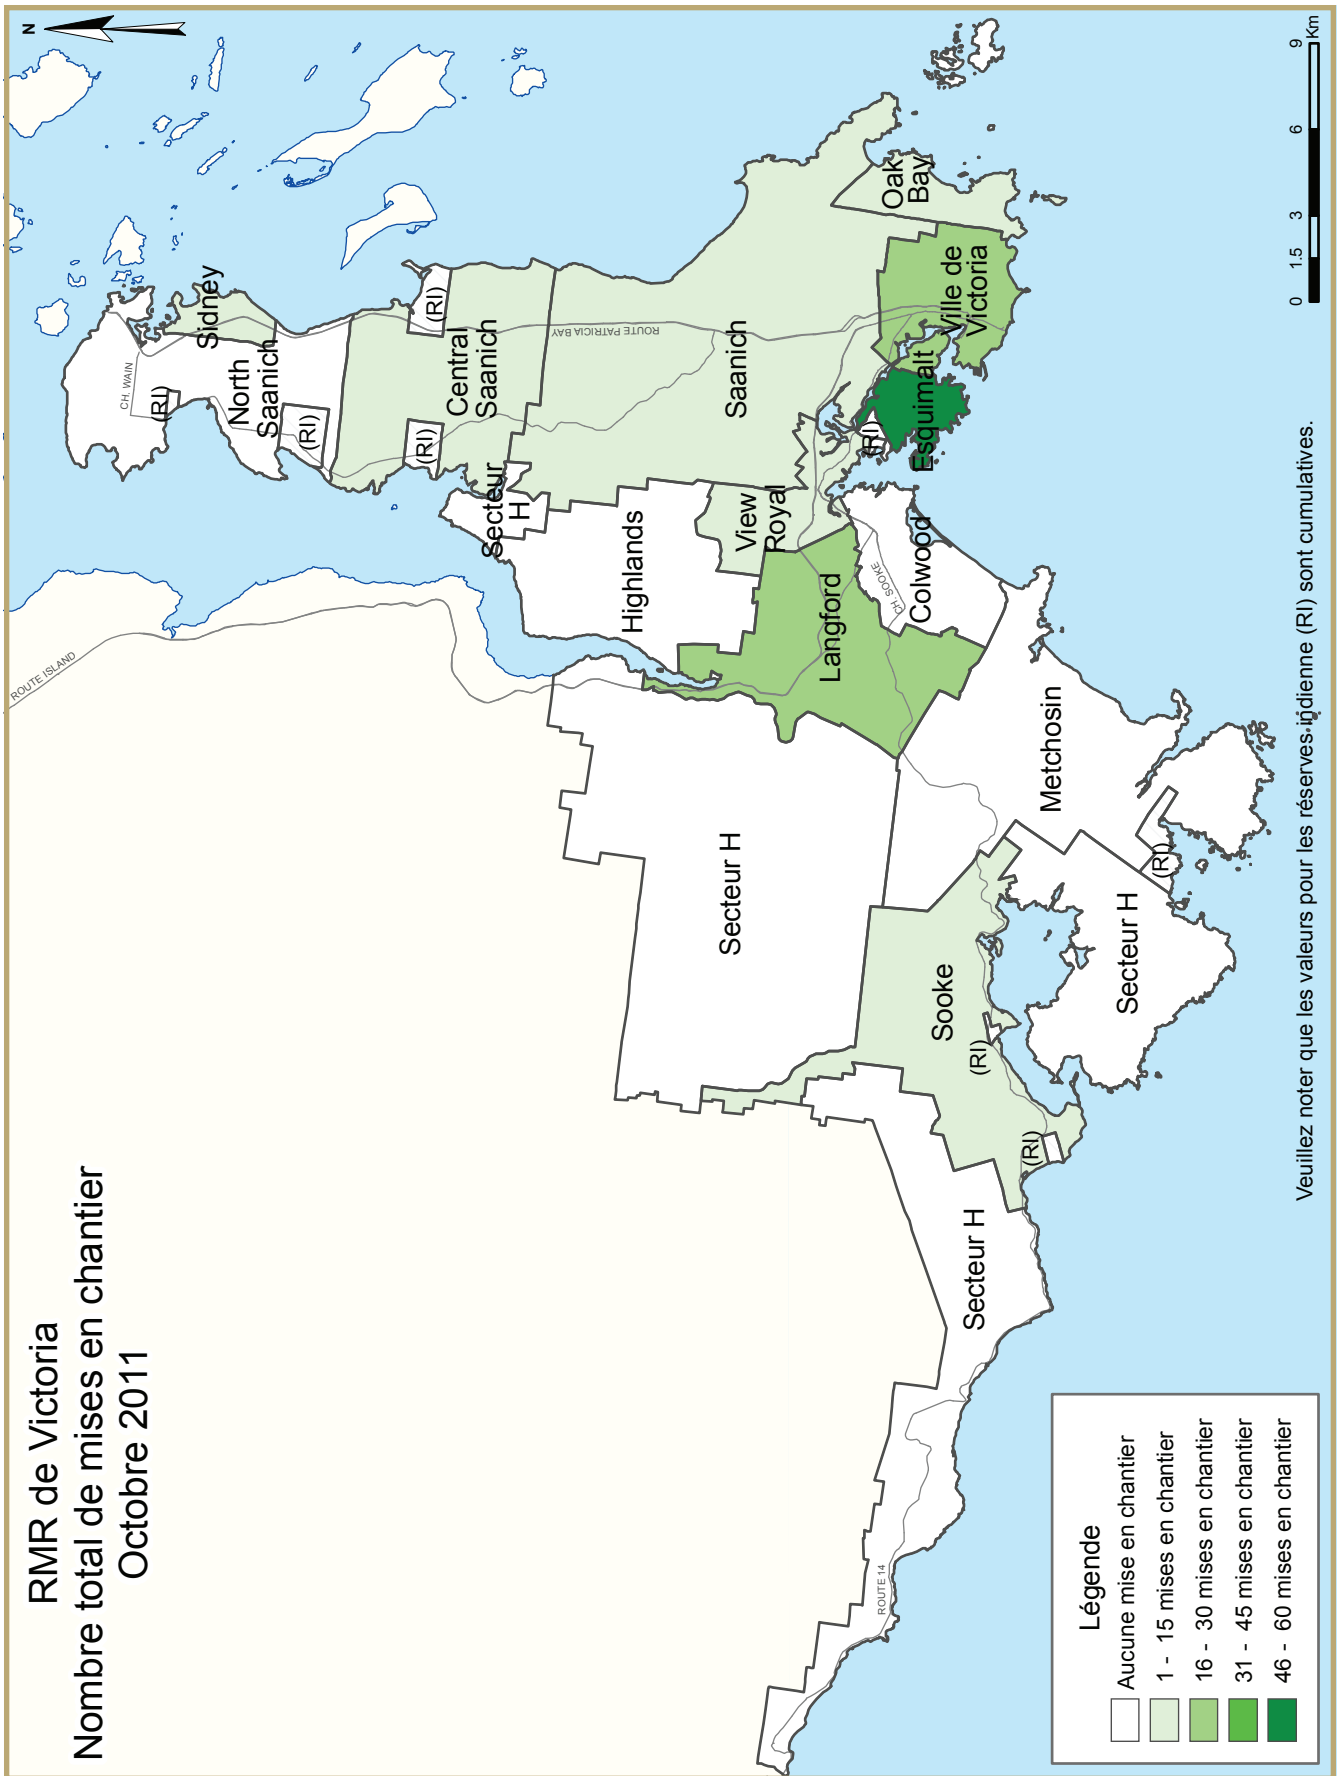 RMR de Victoria
Nombre total de mises en chantier
Octobre 2011
N
ROUTE ISLAND
CH. WAIN
(RI)
Sidney
North
Saanich
(RI)
(RI)
(RI)
Central
Saanich
Secteur
H
ROUTE PATRICIA BAY
Saanich
Highlands
View
Royal
Oak
Bay
Ville de
Victoria
Esquimalt
(RI)
Langford
CH. SOOKE
Colwood
Secteur H
Metchosin
(RI)
Secteur H
Sooke
(RI)
(RI)
Secteur H
ROUTE 14
Légende
Aucune mise en chantier
1 - 15 mises en chantier
16 - 30 mises en chantier
31 - 45 mises en chantier
46 - 60 mises en chantier
0 1.5 3 6 9
Km
Veuillez noter que les valeurs pour les réserves indienne (RI) sont cumulatives.